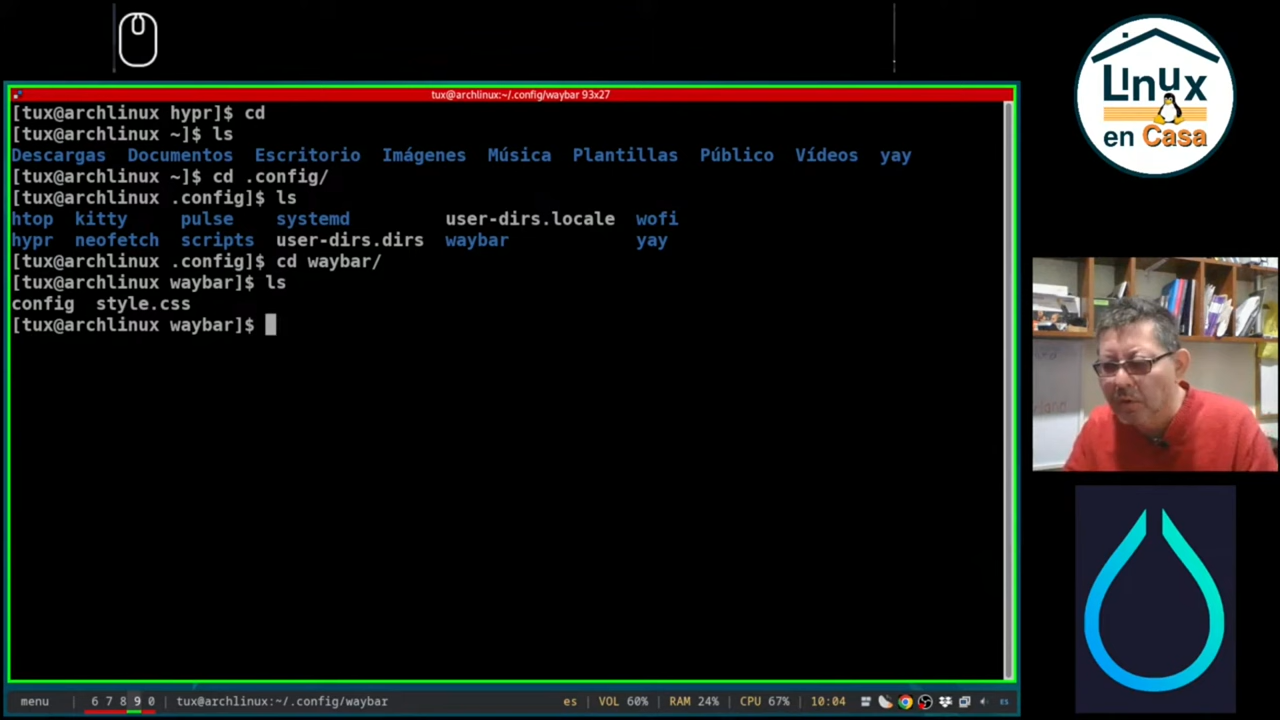 tux@archlinux:~/.config/waybar 93x27
[tux@archlinux hypr]$ cd
[tux@archlinux ~]$ ls
Descargas Documentos Escritorio Imágenes Música Plantillas Público Vídeos yay
[tux@archlinux ~]$ cd .config/
[tux@archlinux .config]$ ls
htop kitty pulse systemd user-dirs.locale wofi
hypr neofetch scripts user-dirs.dirs waybar yay
[tux@archlinux .config]$ cd waybar/
[tux@archlinux waybar]$ ls
config style.css
[tux@archlinux waybar]$
menu | 6 7 8 9 0 | tux@archlinux:~/.config/waybar es | VOL 60% | RAM 24% | CPU 67% | 10:04 ES
Linux
en Casa